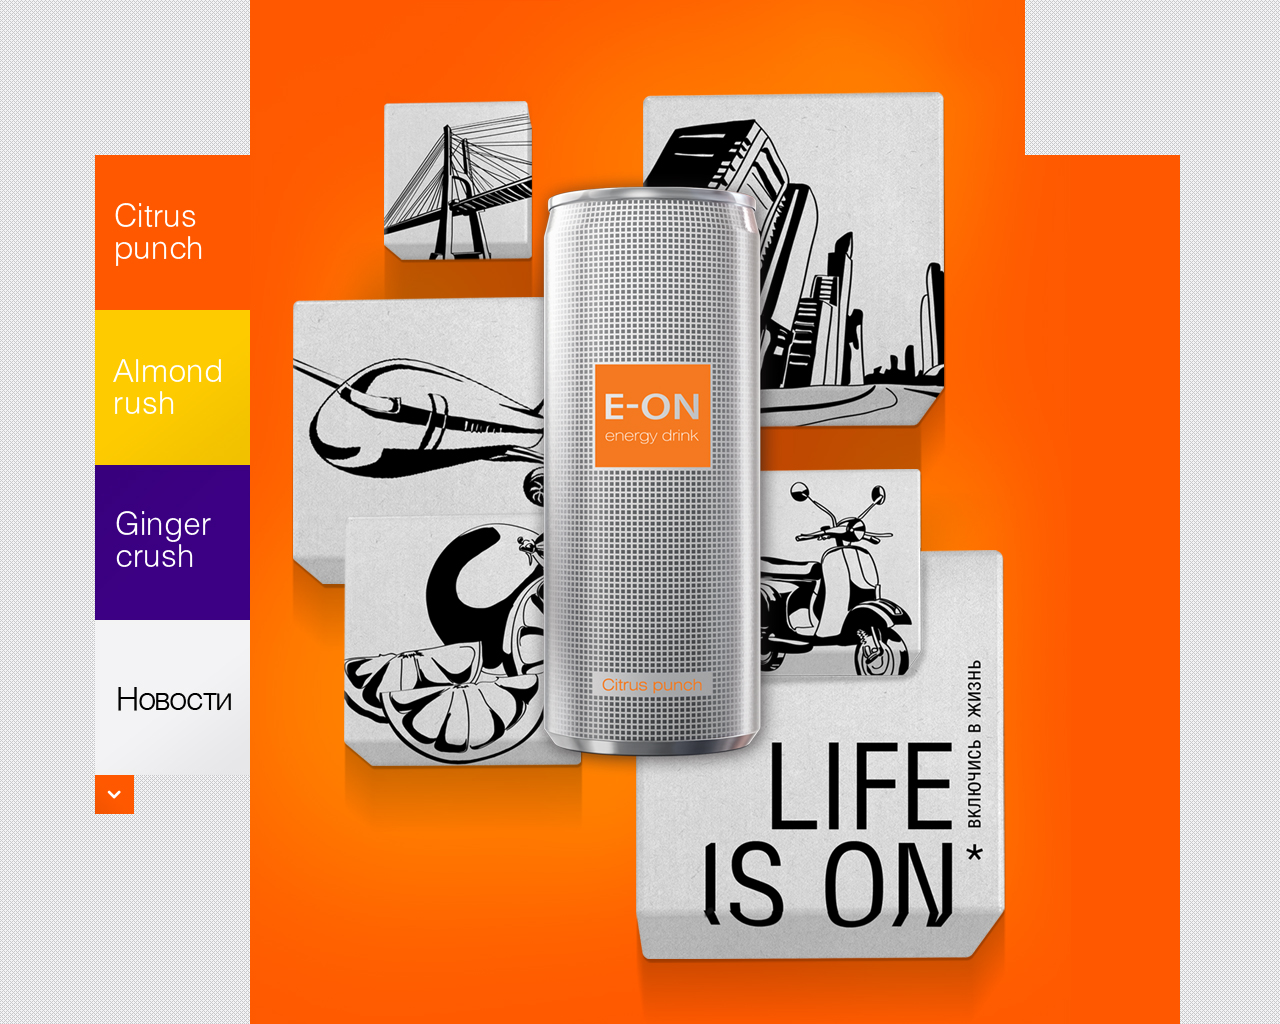 Citrus
punch
Almond
rush
Ginger
crush
Новости
E-ON
energy drink
Citrus punch
LIFE
IS ON*
ВКЛЮЧИСЬ В ЖИЗНЬ